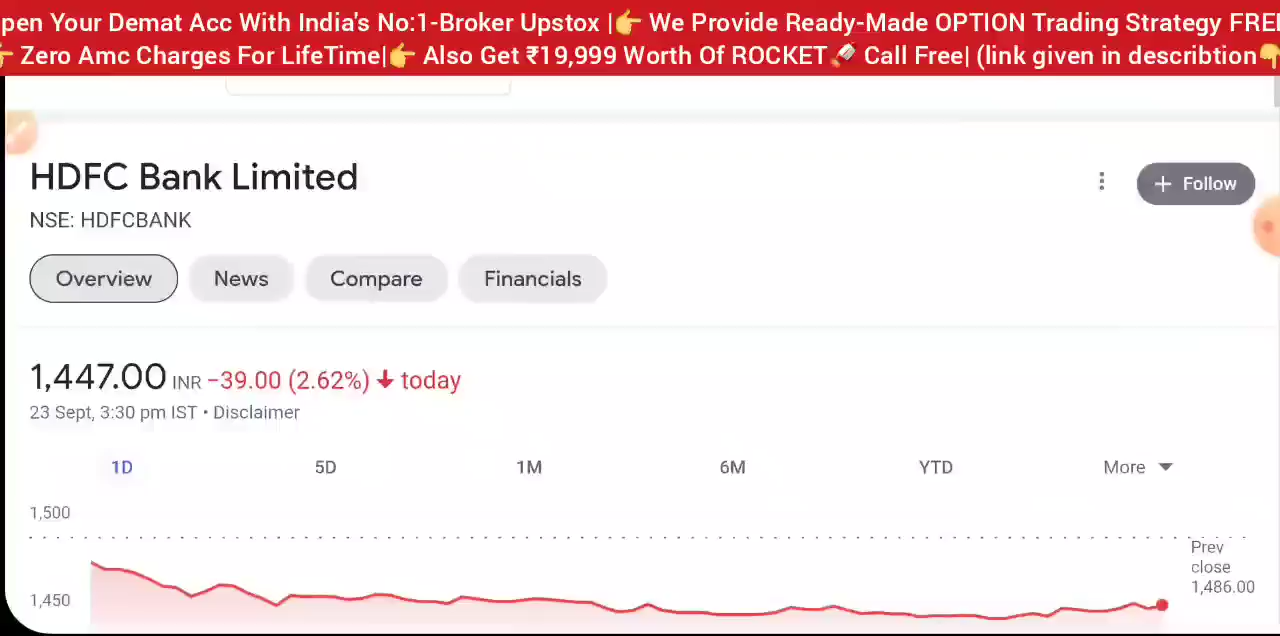 pen Your Demat Acc With India's No:1-Broker Upstox |👉 We Provide Ready-Made OPTION Trading Strategy FREE
👉 Zero Amc Charges For LifeTime|👉 Also Get ₹19,999 Worth Of ROCKET🚀 Call Free| (link given in describtion👇
HDFC Bank Limited
+ Follow
NSE: HDFCBANK
Overview News Compare Financials
1,447.00 INR −39.00 (2.62%) ↓ today
23 Sept, 3:30 pm IST • Disclaimer
1D 5D 1M 6M YTD More
1,500
Prev
close
1,486.00
1,450